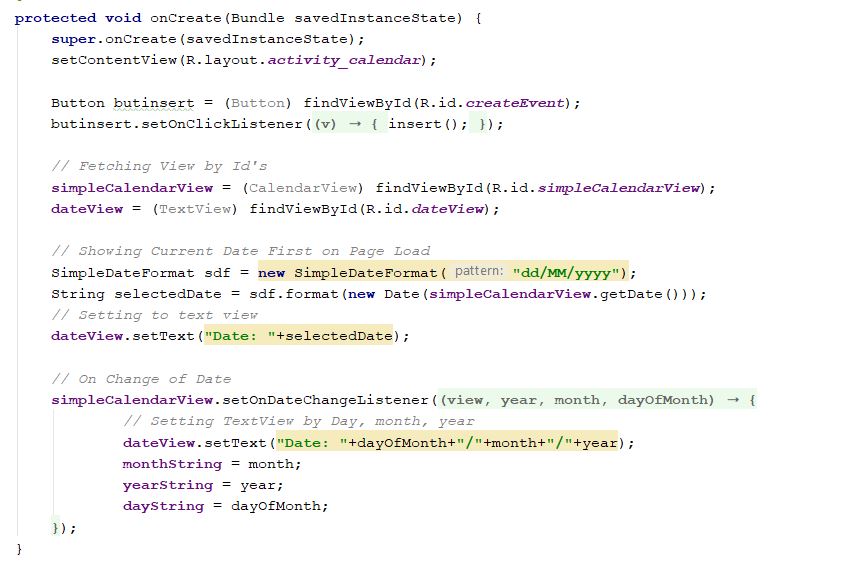 protected void onCreate(Bundle savedInstanceState) {
super.onCreate(savedInstanceState);
setContentView(R.layout.activity_calendar);
Button butinsert = (Button) findViewById(R.id.createEvent);
butinsert.setOnClickListener((v) → { insert(); });
// Fetching View by Id's
simpleCalendarView = (CalendarView) findViewById(R.id.simpleCalendarView);
dateView = (TextView) findViewById(R.id.dateView);
// Showing Current Date First on Page Load
SimpleDateFormat sdf = new SimpleDateFormat( pattern: "dd/MM/yyyy");
String selectedDate = sdf.format(new Date(simpleCalendarView.getDate()));
// Setting to text view
dateView.setText("Date: "+selectedDate);
// On Change of Date
simpleCalendarView.setOnDateChangeListener((view, year, month, dayOfMonth) → {
// Setting TextView by Day, month, year
dateView.setText("Date: "+dayOfMonth+"/"+month+"/"+year);
monthString = month;
yearString = year;
dayString = dayOfMonth;
});
}